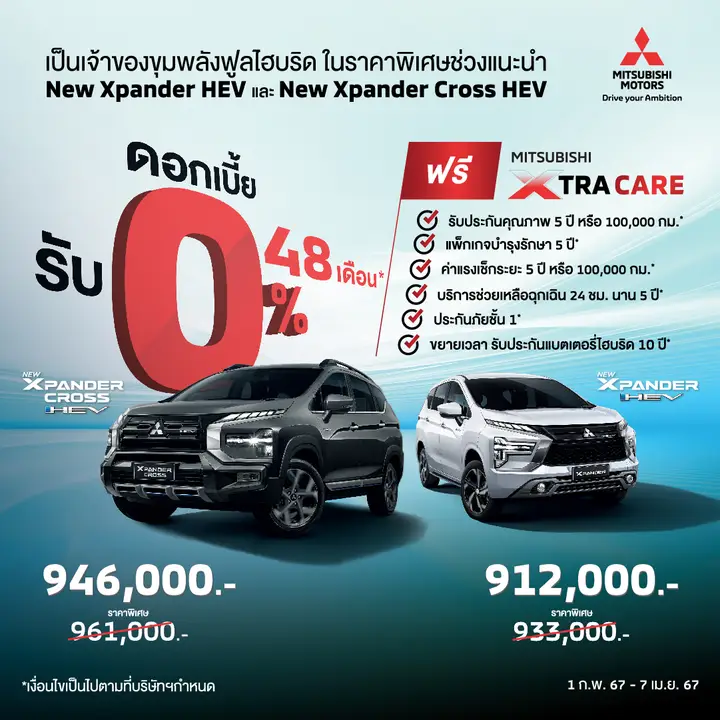 เป็นเจ้าของขุมพลังฟูลไฮบริด ในราคาพิเศษช่วงแนะนำ
New Xpander HEV และ New Xpander Cross HEV
MITSUBISHI
MOTORS
Drive your Ambition
ดอกเบี้ย
รับ 0% 48 เดือน*
ฟรี MITSUBISHI
XTRA CARE
รับประกันคุณภาพ 5 ปี หรือ 100,000 กม.*
แพ็กเกจบำรุงรักษา 5 ปี*
ค่าแรงเช็กระยะ 5 ปี หรือ 100,000 กม.*
บริการช่วยเหลือฉุกเฉิน 24 ชม. นาน 5 ปี*
ประกันภัยชั้น 1*
ขยายเวลา รับประกันแบตเตอรี่ไฮบริด 10 ปี*
NEW
XPANDER
CROSS
HEV
NEW
XPANDER
HEV
XPANDER
CROSS
XPANDER
946,000.-
ราคาพิเศษ
961,000.-
912,000.-
ราคาพิเศษ
933,000.-
*เงื่อนไขเป็นไปตามที่บริษัทฯกำหนด
1 ก.พ. 67 - 7 เม.ย. 67